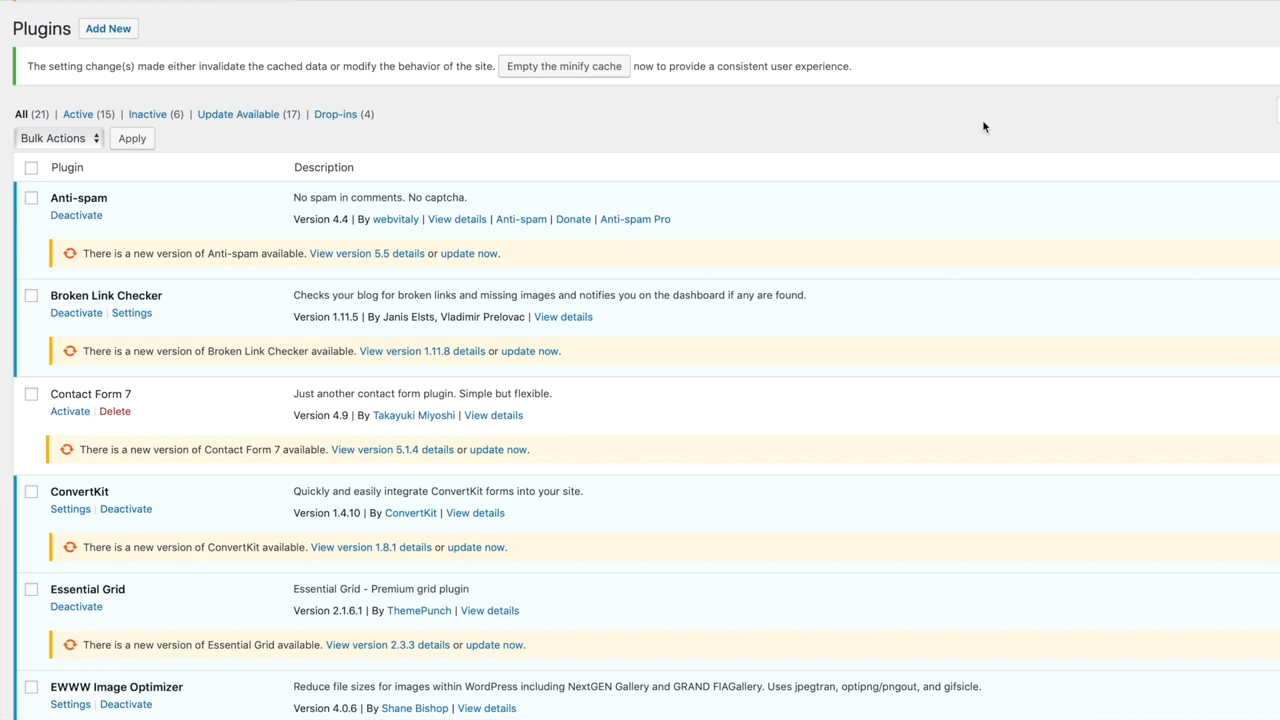 Plugins Add New
The setting change(s) made either invalidate the cached data or modify the behavior of the site. Empty the minify cache now to provide a consistent user experience.
All (21) | Active (15) | Inactive (6) | Update Available (17) | Drop-ins (4)
Bulk Actions Apply
Plugin Description
Anti-spam No spam in comments. No captcha.
Deactivate Version 4.4 | By webvitaly | View details | Anti-spam | Donate | Anti-spam Pro
There is a new version of Anti-spam available. View version 5.5 details or update now.
Broken Link Checker Checks your blog for broken links and missing images and notifies you on the dashboard if any are found.
Deactivate | Settings Version 1.11.5 | By Janis Elsts, Vladimir Prelovac | View details
There is a new version of Broken Link Checker available. View version 1.11.8 details or update now.
Contact Form 7 Just another contact form plugin. Simple but flexible.
Activate | Delete Version 4.9 | By Takayuki Miyoshi | View details
There is a new version of Contact Form 7 available. View version 5.1.4 details or update now.
ConvertKit Quickly and easily integrate ConvertKit forms into your site.
Settings | Deactivate Version 1.4.10 | By ConvertKit | View details
There is a new version of ConvertKit available. View version 1.8.1 details or update now.
Essential Grid Essential Grid - Premium grid plugin
Deactivate Version 2.1.6.1 | By ThemePunch | View details
There is a new version of Essential Grid available. View version 2.3.3 details or update now.
EWWW Image Optimizer Reduce file sizes for images within WordPress including NextGEN Gallery and GRAND FlAGallery. Uses jpegtran, optipng/pngout, and gifsicle.
Settings | Deactivate Version 4.0.6 | By Shane Bishop | View details